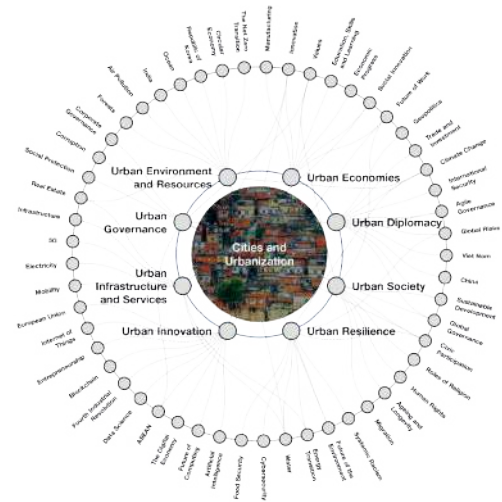 Cities and
Urbanization
Urban Environment
and Resources
Urban Economies
Urban
Governance
Urban Diplomacy
Urban
Infrastructure
and Services
Urban Society
Urban Innovation
Urban Resilience
Innovation
Values
Education, Skills
and Learning
Economic
Progress
Social Innovation
Future of Work
Geopolitics
Trade and
Investment
Climate Change
International
Security
Agile
Governance
Global Risks
Viet Nam
China
Sustainable
Development
Global
Governance
Civic
Participation
Roles of Religion
Human Rights
Ageing and
Longevity
Migration
Systemic Racism
Future of the
Environment
Energy
Transition
Water
Cybersecurity
Food Security
Artificial
Intelligence
Future of
Computing
The Digital
Economy
ASEAN
Data Science
Fourth Industrial
Revolution
Blockchain
Entrepreneurship
Internet of
Things
European Union
Mobility
Electricity
5G
Infrastructure
Real Estate
Social Protection
Corruption
Corporate
Governance
Forests
Air Pollution
India
Ocean
Republic of
Korea
Circular
Economy
The Net Zero
Transition
Manufacturing